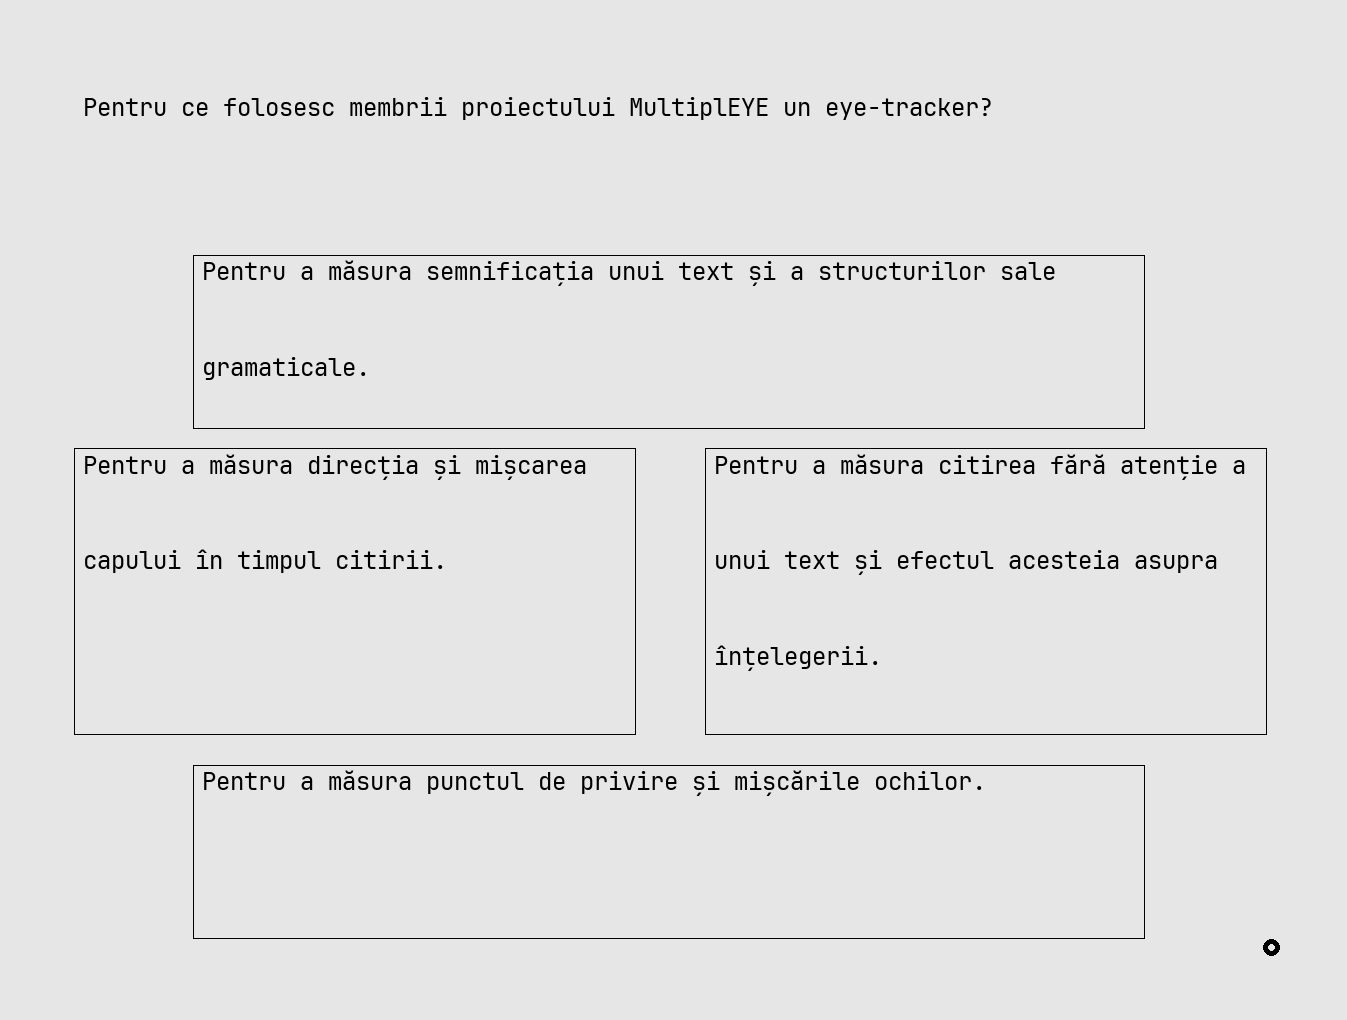 Pentru ce folosesc membrii proiectului MultiplEYE un eye-tracker?
Pentru a măsura semnificația unui text și a structurilor sale
gramaticale.
Pentru a măsura direcția și mișcarea
capului în timpul citirii.
Pentru a măsura citirea fără atenție a
unui text și efectul acesteia asupra
înțelegerii.
Pentru a măsura punctul de privire și mișcările ochilor.